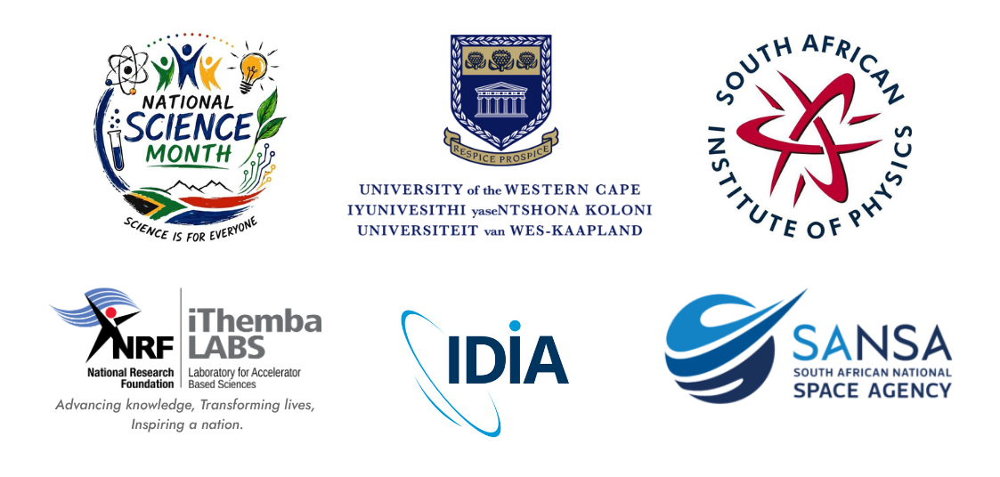 NATIONAL
SCIENCE
MONTH
SCIENCE IS FOR EVERYONE
RESPICE PROSPICE
UNIVERSITY of the WESTERN CAPE
IYUNIVESITHI yaseNTSHONA KOLONI
UNIVERSITEIT van WES-KAAPLAND
SOUTH AFRICAN
INSTITUTE OF PHYSICS
NRF
National Research
Foundation
iThemba
LABS
Laboratory for Accelerator
Based Sciences
Advancing knowledge, Transforming lives,
Inspiring a nation.
IDIA
SANSA
SOUTH AFRICAN NATIONAL
SPACE AGENCY